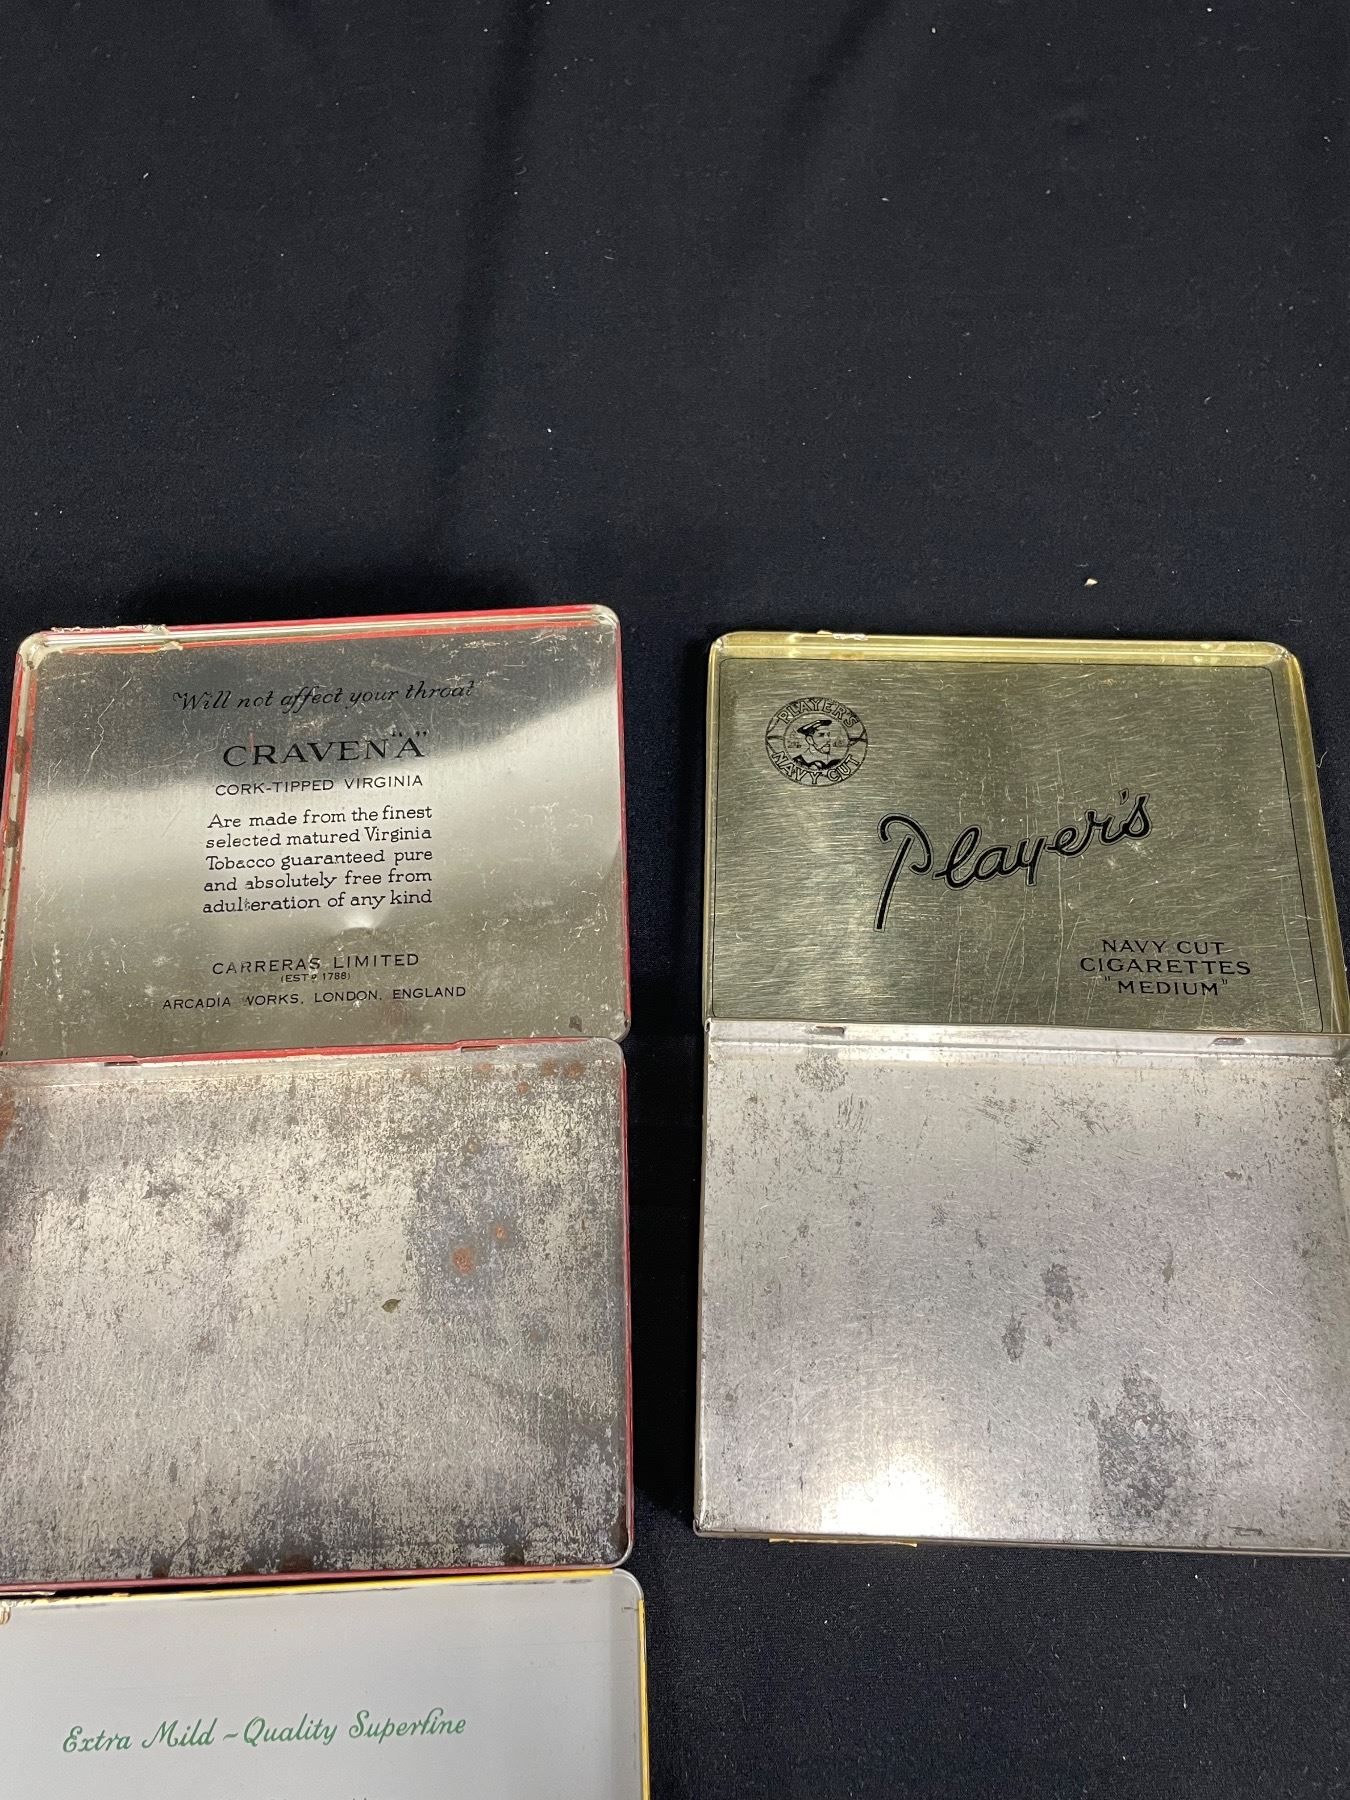 Will not affect your throat
CRAVEN "A"
CORK-TIPPED VIRGINIA
Are made from the finest
selected matured Virginia
Tobacco guaranteed pure
and absolutely free from
adulteration of any kind
CARRERAS LIMITED
(ESTD 1788)
ARCADIA WORKS, LONDON, ENGLAND
PLAYER'S
NAVY CUT
Player's
NAVY CUT
CIGARETTES
"MEDIUM"
Extra Mild ~ Quality Superfine